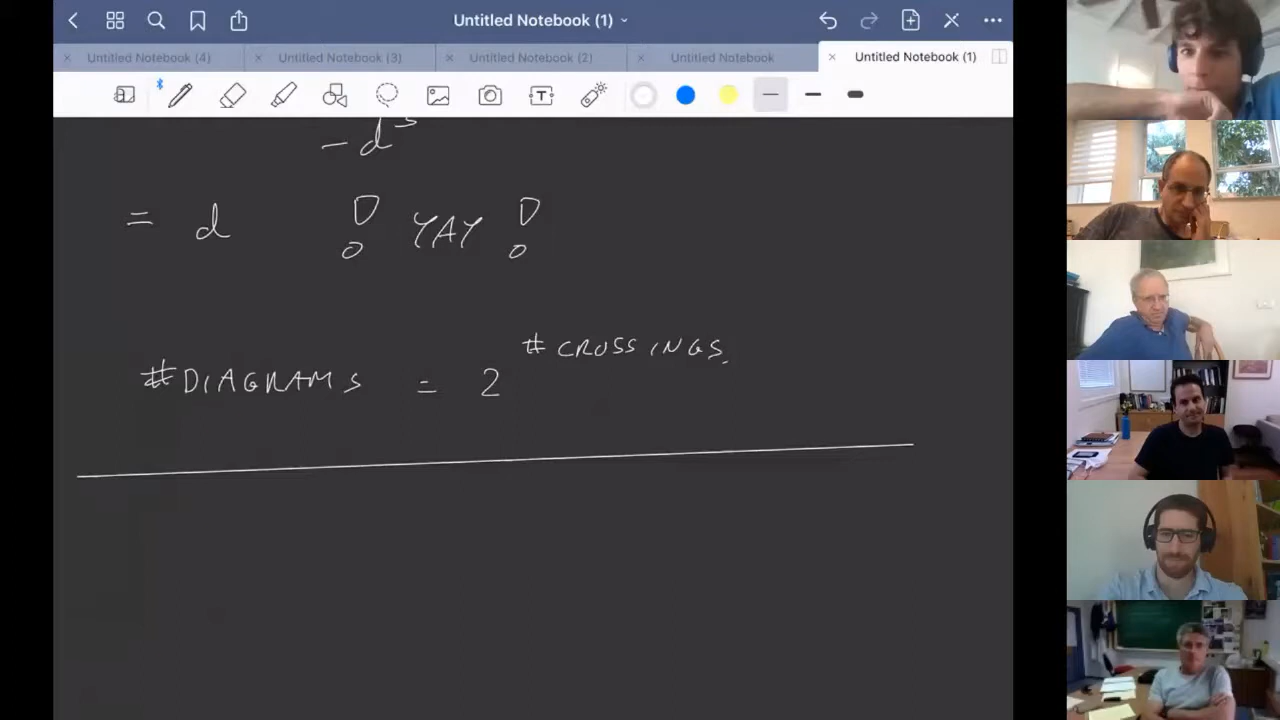 Untitled Notebook (1)
Untitled Notebook (4) Untitled Notebook (3) Untitled Notebook (2) Untitled Notebook Untitled Notebook (1)
- d³
= d ! YAY !
# CROSSINGS.
# DIAGRAMS = 2